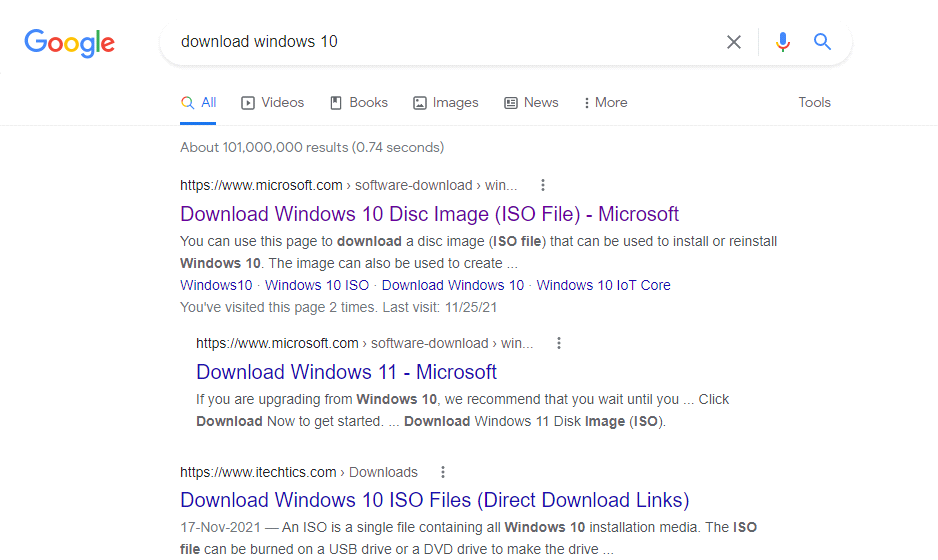 Google
download windows 10
All
Videos
Books
Images
News
More
Tools
About 101,000,000 results (0.74 seconds)
https://www.microsoft.com › software-download › win...
Download Windows 10 Disc Image (ISO File) - Microsoft
You can use this page to download a disc image (ISO file) that can be used to install or reinstall
Windows 10. The image can also be used to create ...
Windows10 · Windows 10 ISO · Download Windows 10 · Windows 10 IoT Core
You've visited this page 2 times. Last visit: 11/25/21
https://www.microsoft.com › software-download › win...
Download Windows 11 - Microsoft
If you are upgrading from Windows 10, we recommend that you wait until you ... Click
Download Now to get started. ... Download Windows 11 Disk Image (ISO).
https://www.itechtics.com › Downloads
Download Windows 10 ISO Files (Direct Download Links)
17-Nov-2021 — An ISO is a single file containing all Windows 10 installation media. The ISO
file can be burned on a USB drive or a DVD drive to make the drive ...